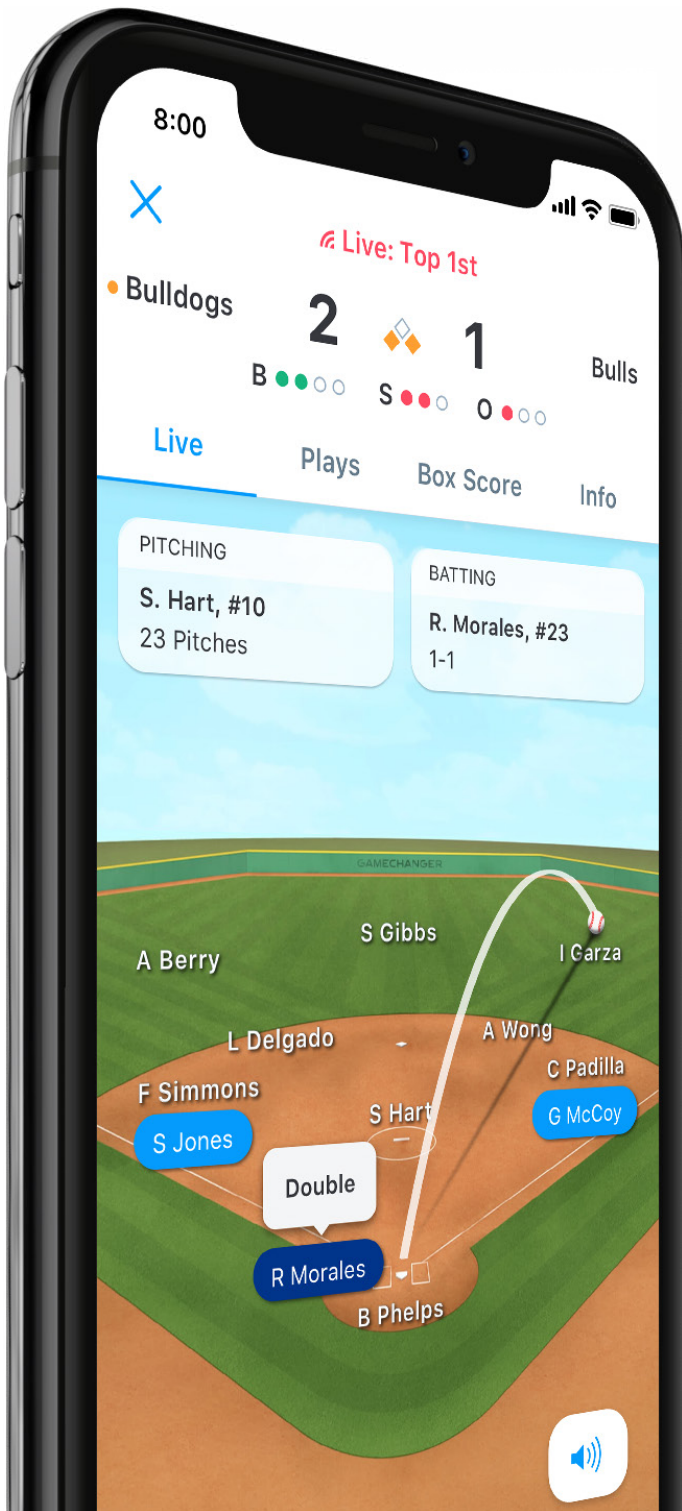 8:00
Live: Top 1st
Bulldogs
2
1
Bulls
B
S
O
Live
Plays
Box Score
Info
PITCHING
S. Hart, #10
23 Pitches
BATTING
R. Morales, #23
1-1
GAMECHANGER
S Gibbs
A Berry
I Garza
L Delgado
A Wong
F Simmons
C Padilla
S Jones
S Hart
G McCoy
Double
R Morales
B Phelps